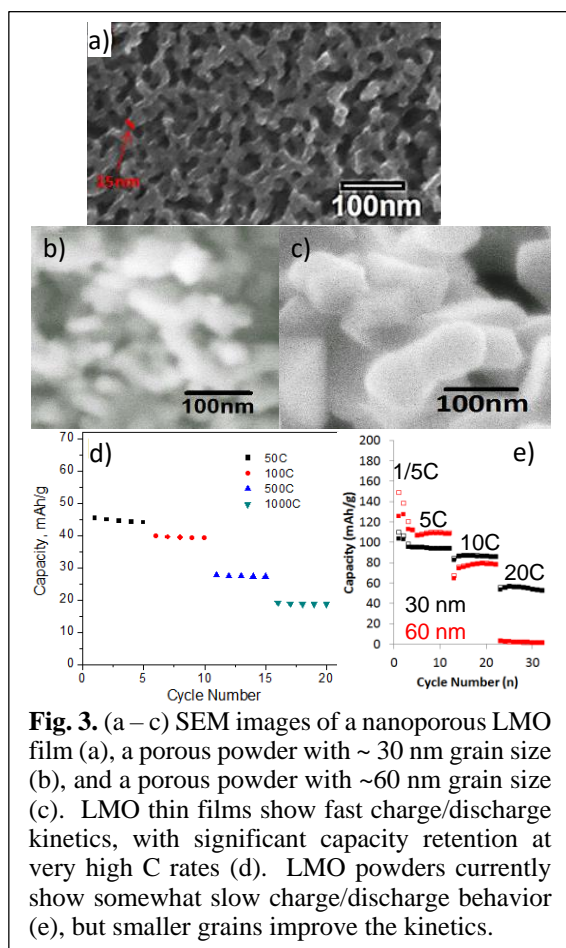 a)
15nm
100nm
b)
c)
100nm
100nm
d)
70
60
50
40
30
20
10
0
Capacity, mAh/g
50C
100C
500C
1000C
0 5 10 15 20
Cycle Number
e)
200
180
160
140
120
100
80
60
40
20
0
Capacity (mAh/g)
1/5C
5C
10C
20C
30 nm
60 nm
0 10 20 30
Cycle Number (n)
Fig. 3. (a – c) SEM images of a nanoporous LMO
film (a), a porous powder with ~ 30 nm grain size
(b), and a porous powder with ~60 nm grain size
(c). LMO thin films show fast charge/discharge
kinetics, with significant capacity retention at
very high C rates (d). LMO powders currently
show somewhat slow charge/discharge behavior
(e), but smaller grains improve the kinetics.